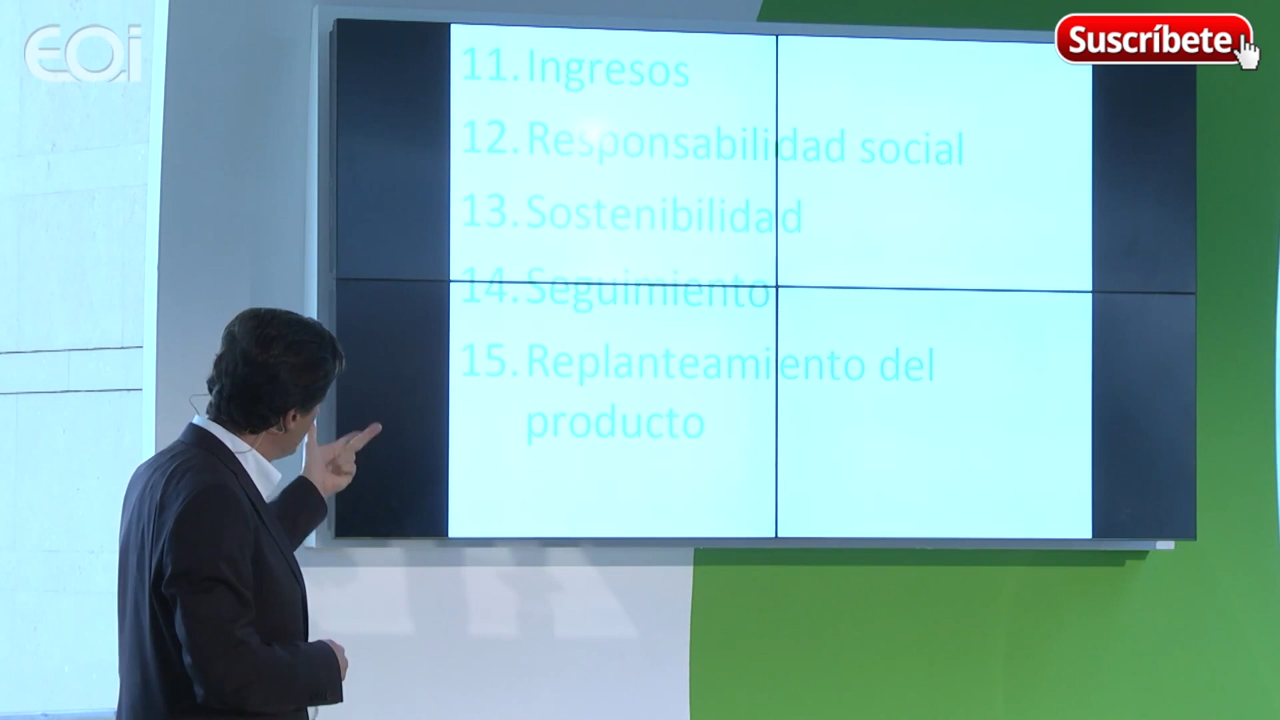 EOi
Suscríbete
11. Ingresos
12. Responsabilidad social
13. Sostenibilidad
14. Seguimiento
15. Replanteamiento del
producto